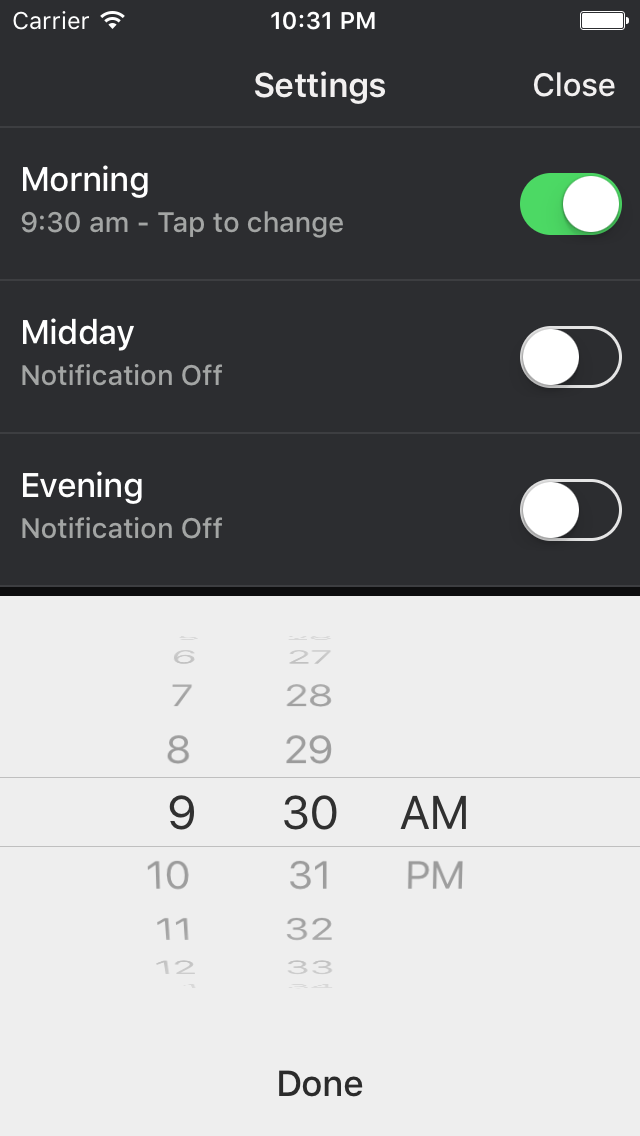 Carrier 10:31 PM
Settings Close
Morning
9:30 am - Tap to change
Midday
Notification Off
Evening
Notification Off
6 27
7 28
8 29
9 30 AM
10 31 PM
11 32
12 33
Done